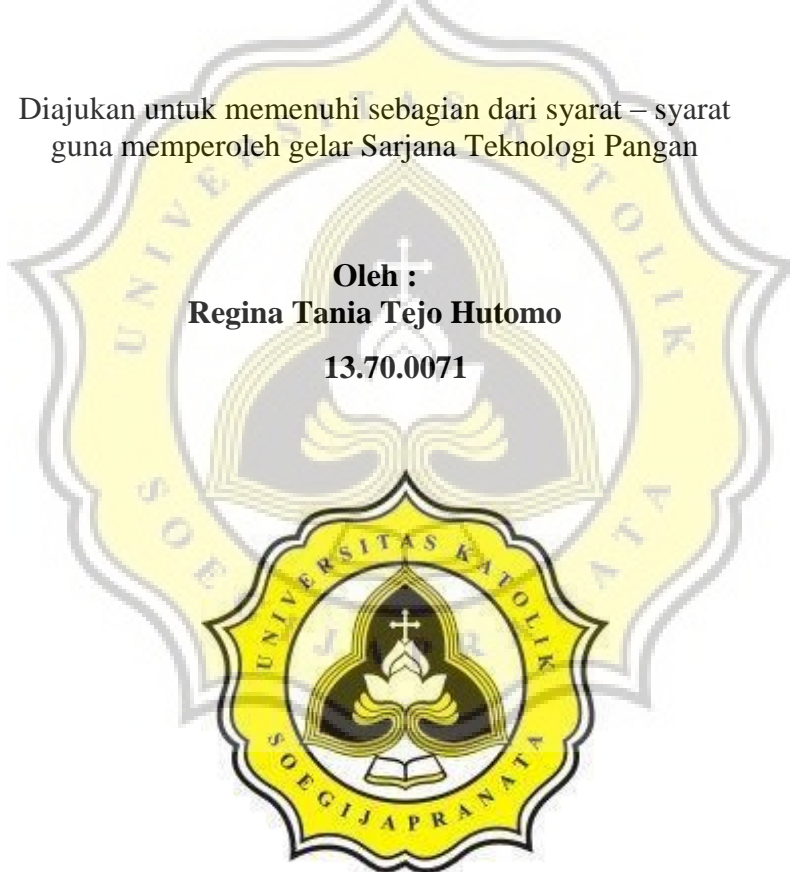 Diajukan untuk memenuhi sebagian dari syarat – syarat
guna memperoleh gelar Sarjana Teknologi Pangan
Oleh :
Regina Tania Tejo Hutomo
13.70.0071
UNIVERSITAS KATOLIK
SOEGIJAPRANATA